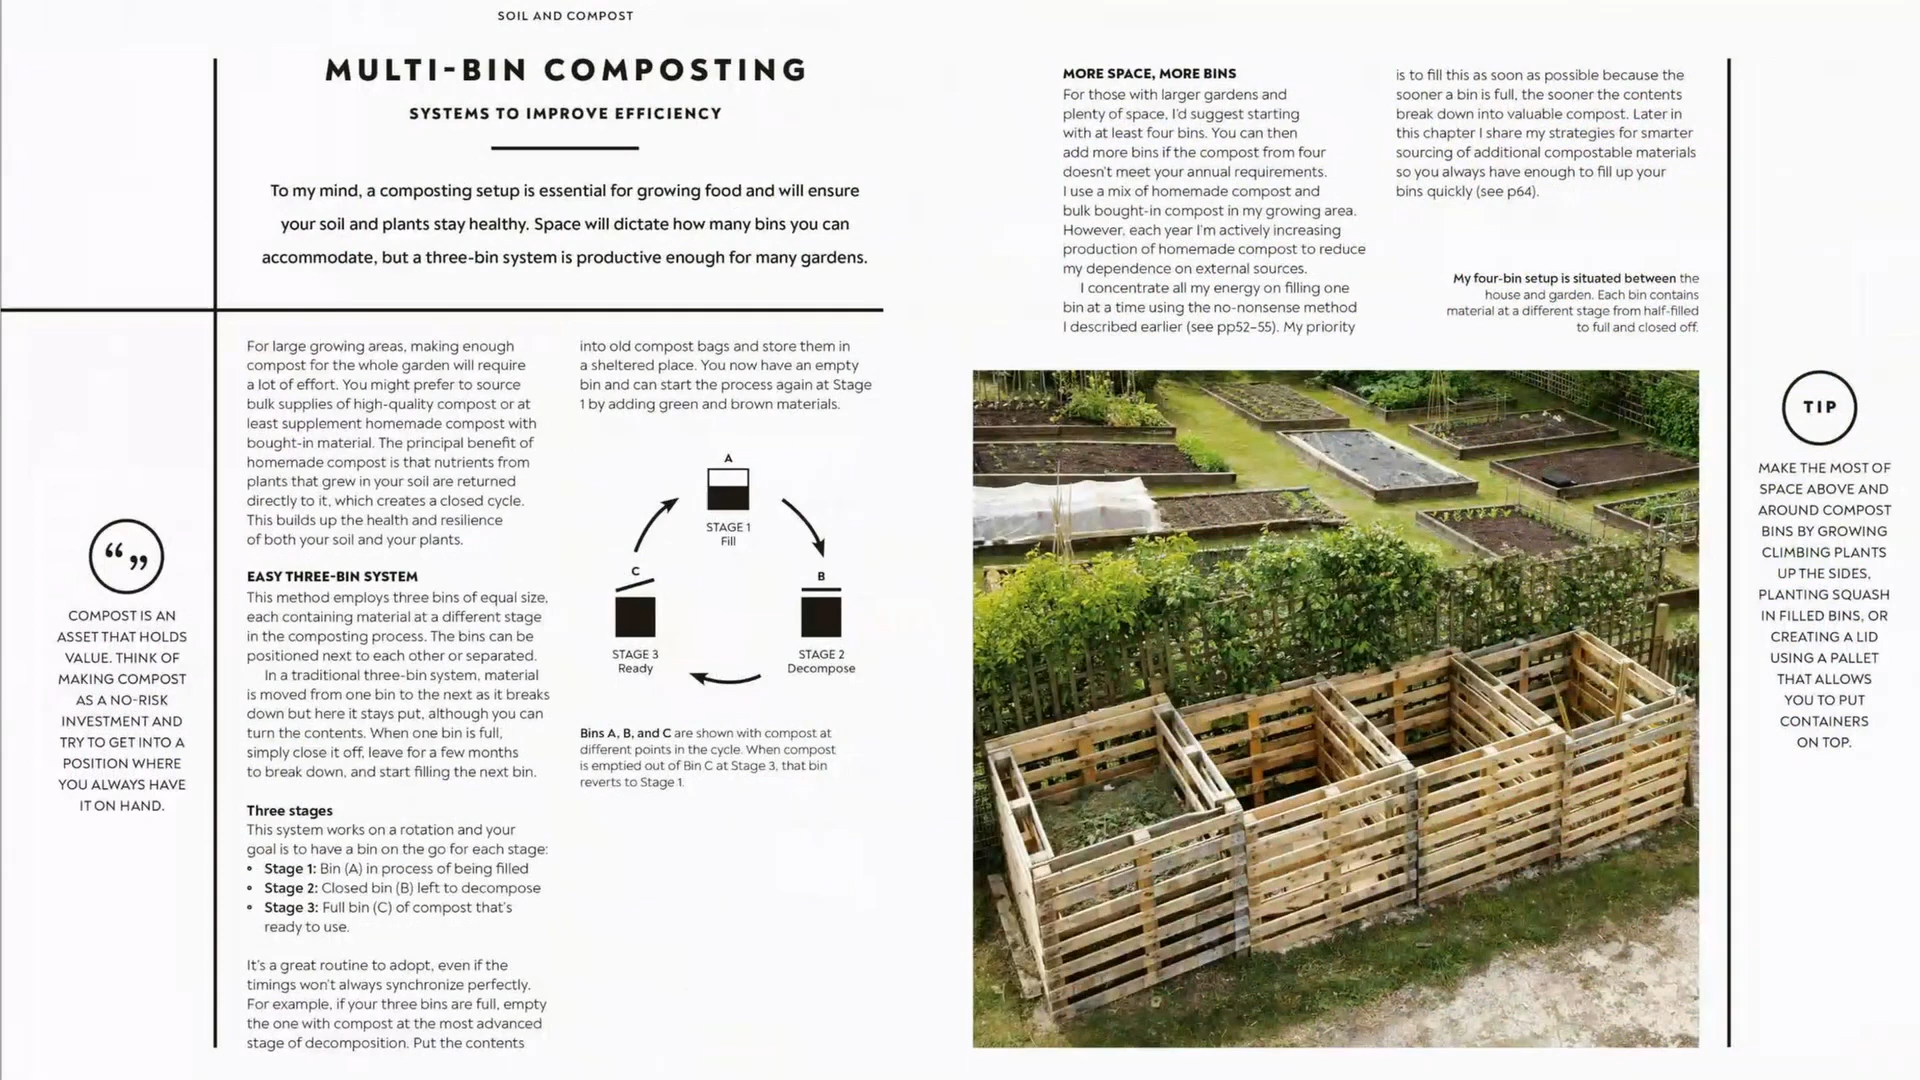 SOIL AND COMPOST
MULTI-BIN COMPOSTING
SYSTEMS TO IMPROVE EFFICIENCY
To my mind, a composting setup is essential for growing food and will ensure
your soil and plants stay healthy. Space will dictate how many bins you can
accommodate, but a three-bin system is productive enough for many gardens.
“ ”
COMPOST IS AN
ASSET THAT HOLDS
VALUE. THINK OF
MAKING COMPOST
AS A NO-RISK
INVESTMENT AND
TRY TO GET INTO A
POSITION WHERE
YOU ALWAYS HAVE
IT ON HAND.
For large growing areas, making enough
compost for the whole garden will require
a lot of effort. You might prefer to source
bulk supplies of high-quality compost or at
least supplement homemade compost with
bought-in material. The principal benefit of
homemade compost is that nutrients from
plants that grew in your soil are returned
directly to it, which creates a closed cycle.
This builds up the health and resilience
of both your soil and your plants.
EASY THREE-BIN SYSTEM
This method employs three bins of equal size,
each containing material at a different stage
in the composting process. The bins can be
positioned next to each other or separated.
In a traditional three-bin system, material
is moved from one bin to the next as it breaks
down but here it stays put, although you can
turn the contents. When one bin is full,
simply close it off, leave for a few months
to break down, and start filling the next bin.
Three stages
This system works on a rotation and your
goal is to have a bin on the go for each stage:
• Stage 1: Bin (A) in process of being filled
• Stage 2: Closed bin (B) left to decompose
• Stage 3: Full bin (C) of compost that's
ready to use.
It's a great routine to adopt, even if the
timings won't always synchronize perfectly.
For example, if your three bins are full, empty
the one with compost at the most advanced
stage of decomposition. Put the contents
into old compost bags and store them in
a sheltered place. You now have an empty
bin and can start the process again at Stage
1 by adding green and brown materials.
A
STAGE 1
Fill
B
STAGE 2
Decompose
C
STAGE 3
Ready
Bins A, B, and C are shown with compost at
different points in the cycle. When compost
is emptied out of Bin C at Stage 3, that bin
reverts to Stage 1.
MORE SPACE, MORE BINS
For those with larger gardens and
plenty of space, I'd suggest starting
with at least four bins. You can then
add more bins if the compost from four
doesn't meet your annual requirements.
I use a mix of homemade compost and
bulk bought-in compost in my growing area.
However, each year I'm actively increasing
production of homemade compost to reduce
my dependence on external sources.
I concentrate all my energy on filling one
bin at a time using the no-nonsense method
I described earlier (see pp52–55). My priority
is to fill this as soon as possible because the
sooner a bin is full, the sooner the contents
break down into valuable compost. Later in
this chapter I share my strategies for smarter
sourcing of additional compostable materials
so you always have enough to fill up your
bins quickly (see p64).
My four-bin setup is situated between the
house and garden. Each bin contains
material at a different stage from half-filled
to full and closed off.
TIP
MAKE THE MOST OF
SPACE ABOVE AND
AROUND COMPOST
BINS BY GROWING
CLIMBING PLANTS
UP THE SIDES,
PLANTING SQUASH
IN FILLED BINS, OR
CREATING A LID
USING A PALLET
THAT ALLOWS
YOU TO PUT
CONTAINERS
ON TOP.